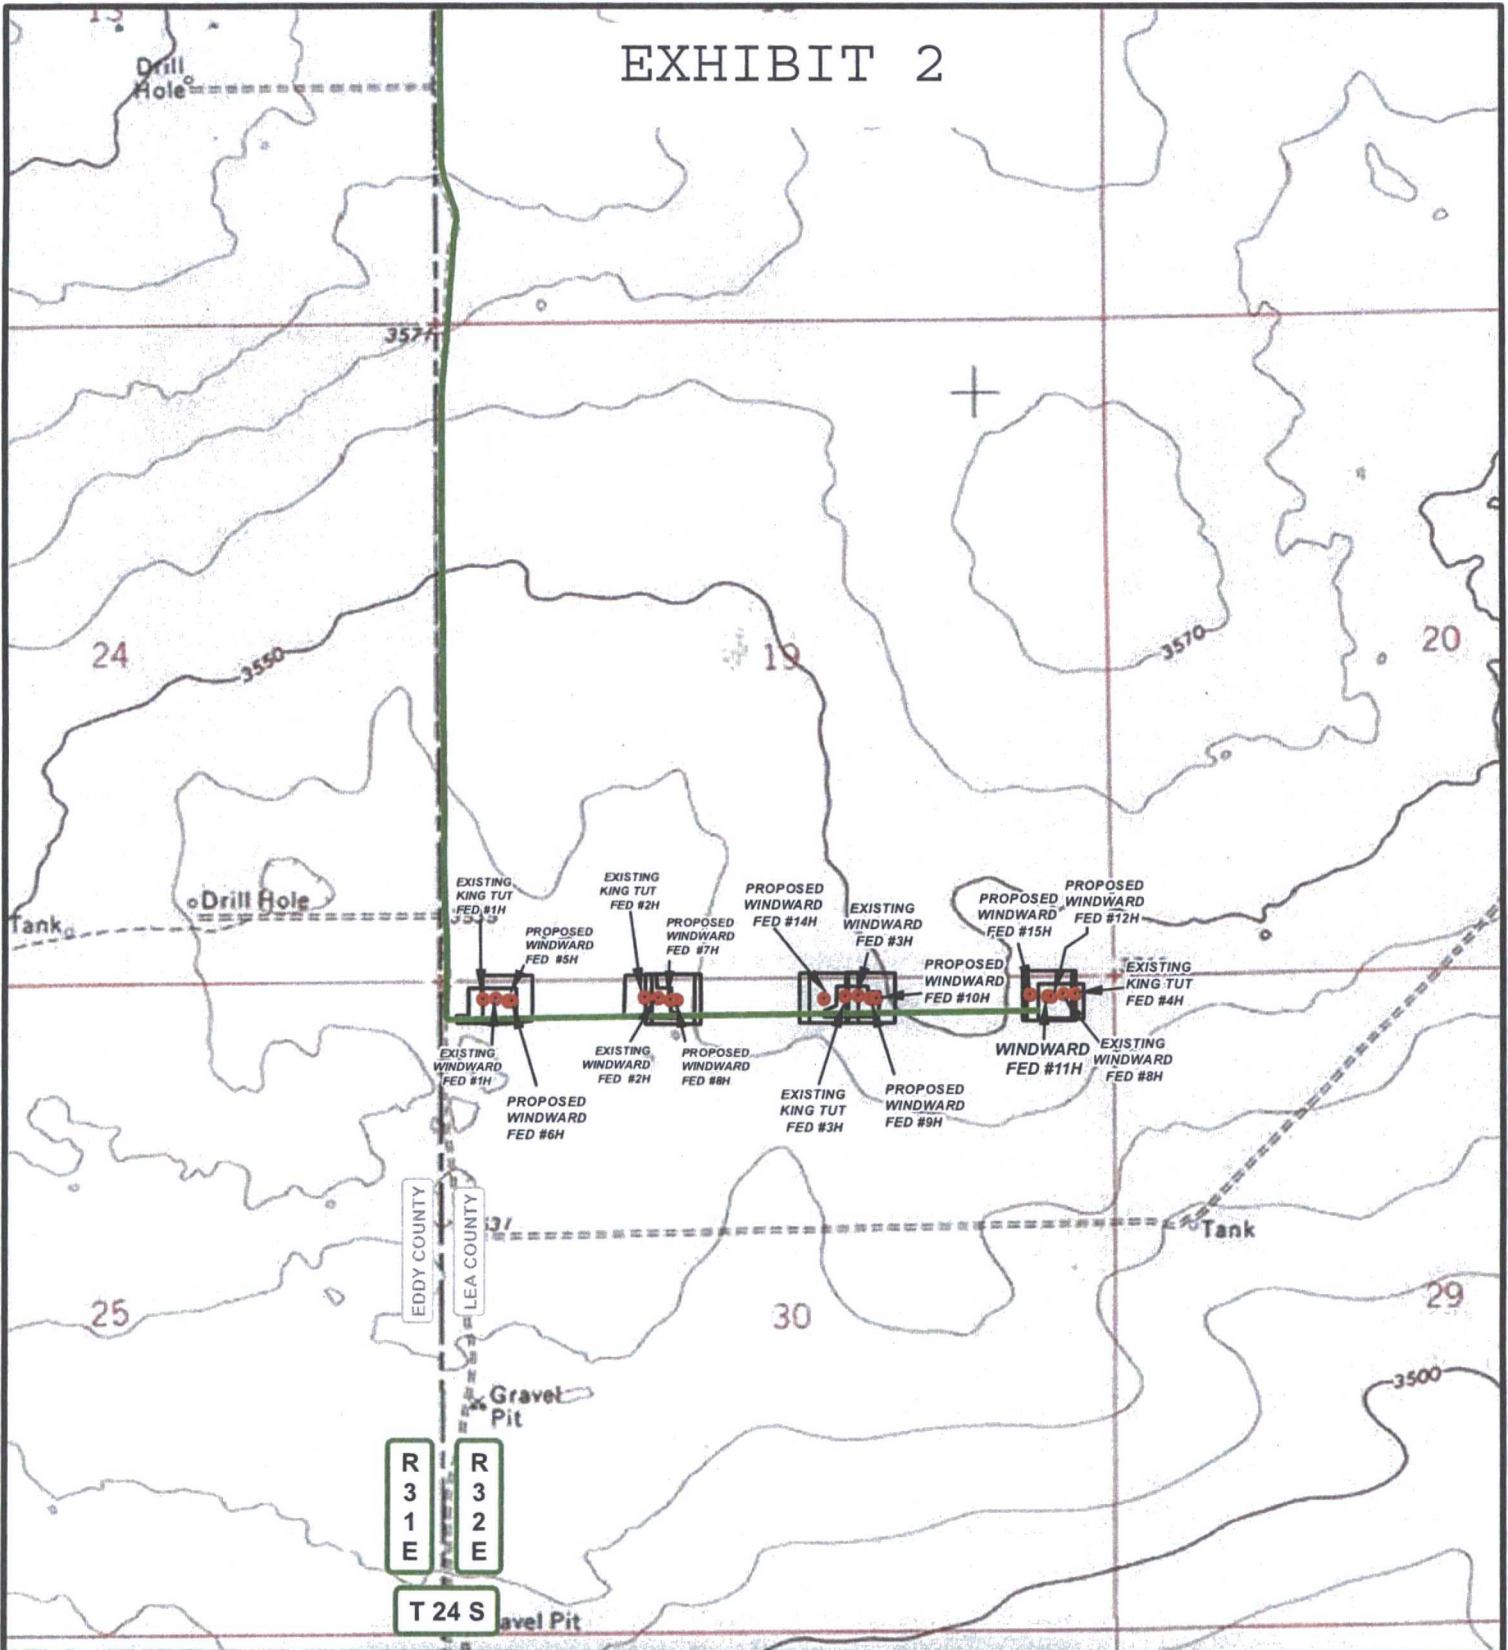 EXHIBIT 2
Drill
Hole
24
3550
19
3570
20
Drill Hole
Tank
EXISTING
KING TUT
FED #1H
PROPOSED
WINDWARD
FED #5H
EXISTING
KING TUT
FED #2H
PROPOSED
WINDWARD
FED #7H
PROPOSED
WINDWARD
FED #14H
EXISTING
WINDWARD
FED #3H
PROPOSED
WINDWARD
FED #10H
PROPOSED
WINDWARD
FED #15H
PROPOSED
WINDWARD
FED #12H
EXISTING
KING TUT
FED #4H
EXISTING
WINDWARD
FED #1H
PROPOSED
WINDWARD
FED #6H
EXISTING
WINDWARD
FED #2H
PROPOSED
WINDWARD
FED #8H
EXISTING
KING TUT
FED #3H
PROPOSED
WINDWARD
FED #9H
WINDWARD
FED #11H
EXISTING
WINDWARD
FED #8H
EDDY COUNTY
LEA COUNTY
Tank
25
30
29
3500
Gravel
Pit
R
3
1
E
R
3
2
E
T 24 S
avel Pit